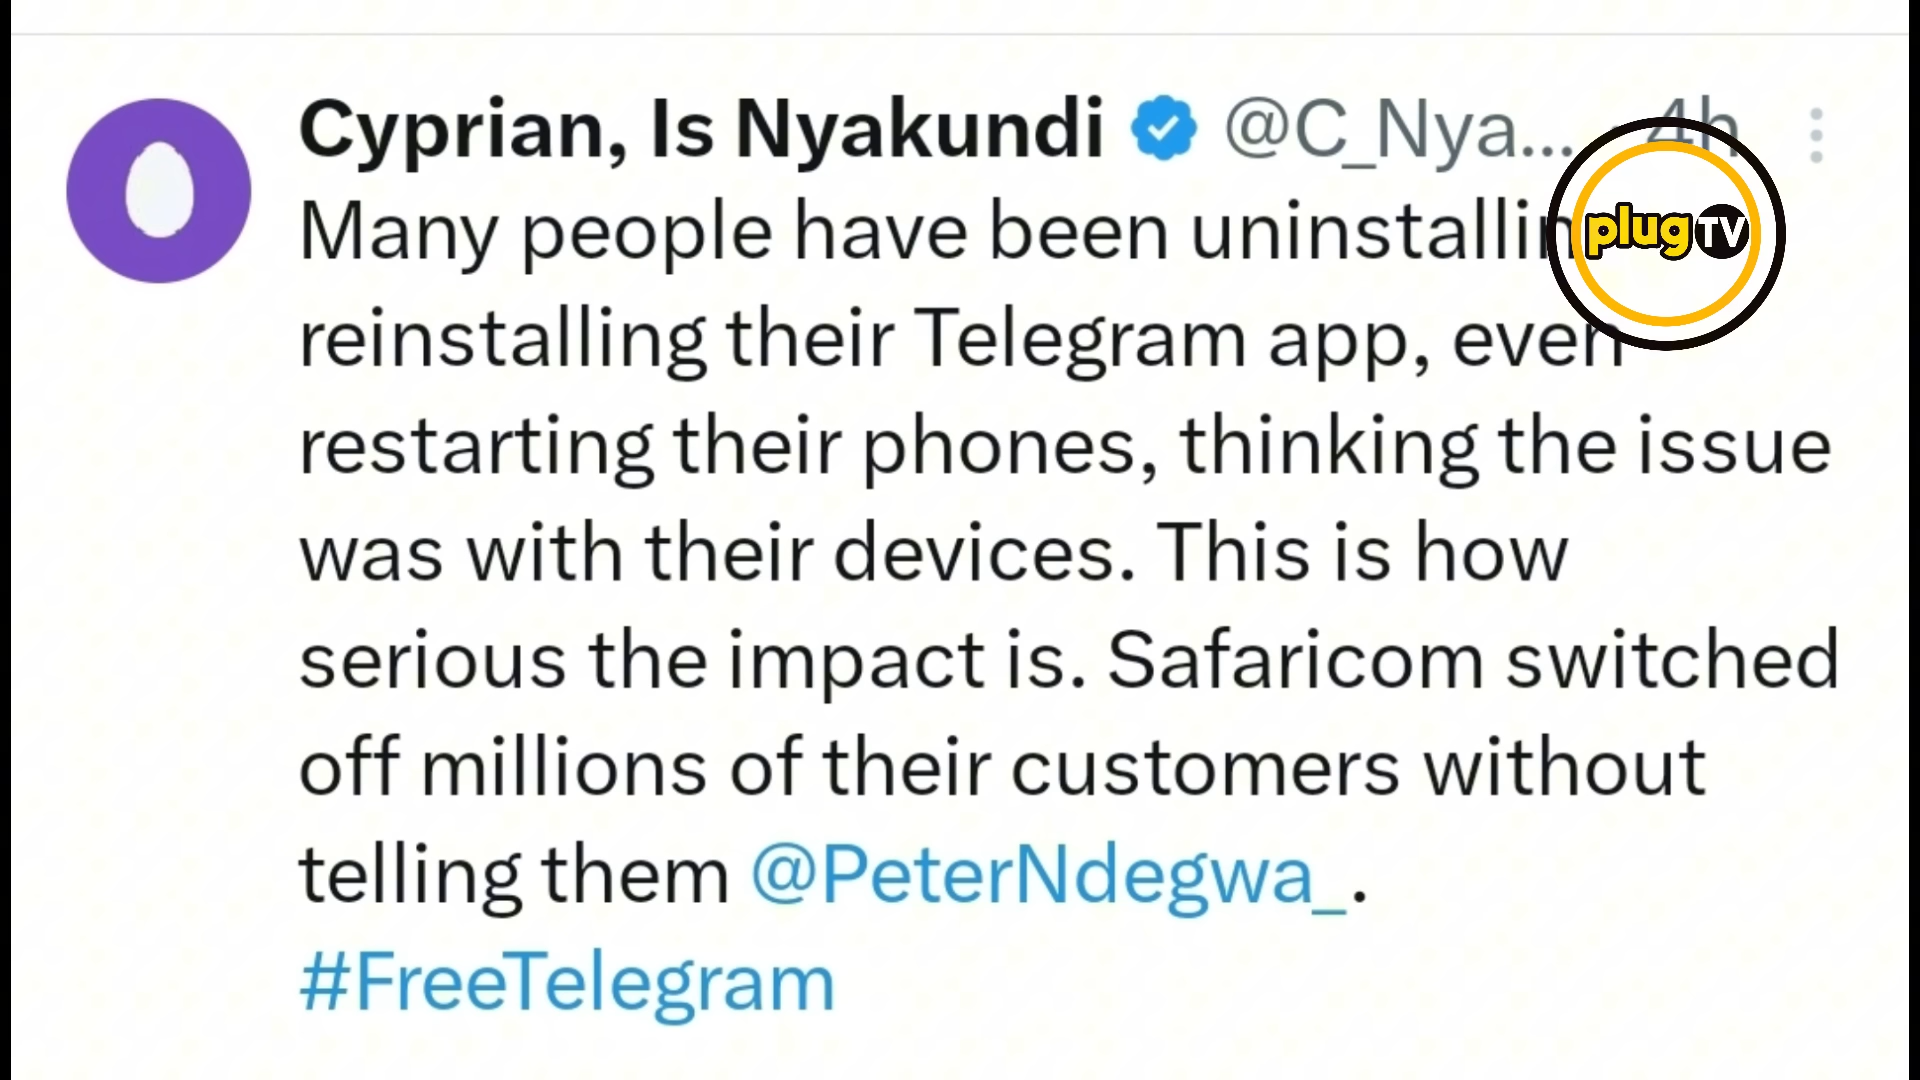 Cyprian, Is Nyakundi @C_Nya... · 4h
Many people have been
reinstalling their Telegram app, even
restarting their phones, thinking the issue
was with their devices. This is how
serious the impact is. Safaricom switched
off millions of their customers without
telling them @PeterNdegwa_.
#FreeTelegram
plug TV